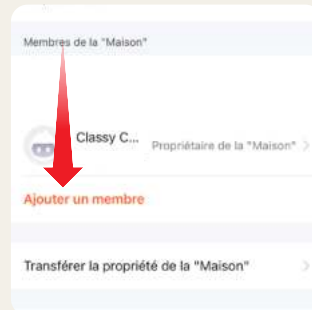 Membres de la "Maison"
Classy C... Propriétaire de la "Maison"
Ajouter un membre
Transférer la propriété de la "Maison"